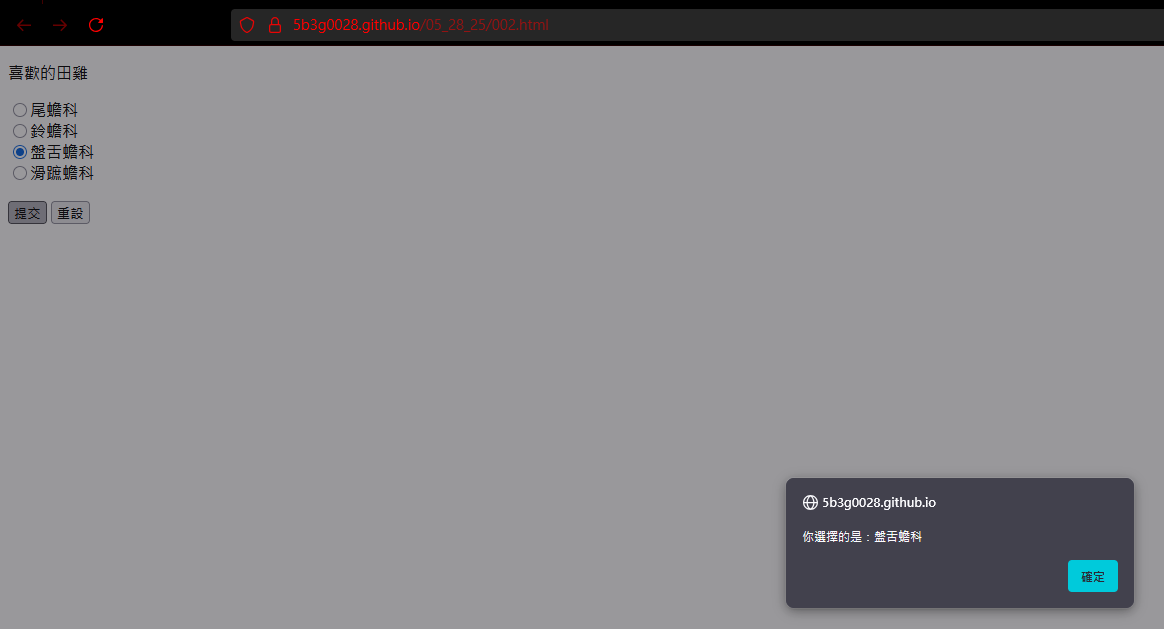 5b3g0028.github.io/05_28_25/002.html
喜歡的田雞
尾蟾科
鈴蟾科
盤舌蟾科
滑蹠蟾科
提交 重設
5b3g0028.github.io
你選擇的是：盤舌蟾科
確定